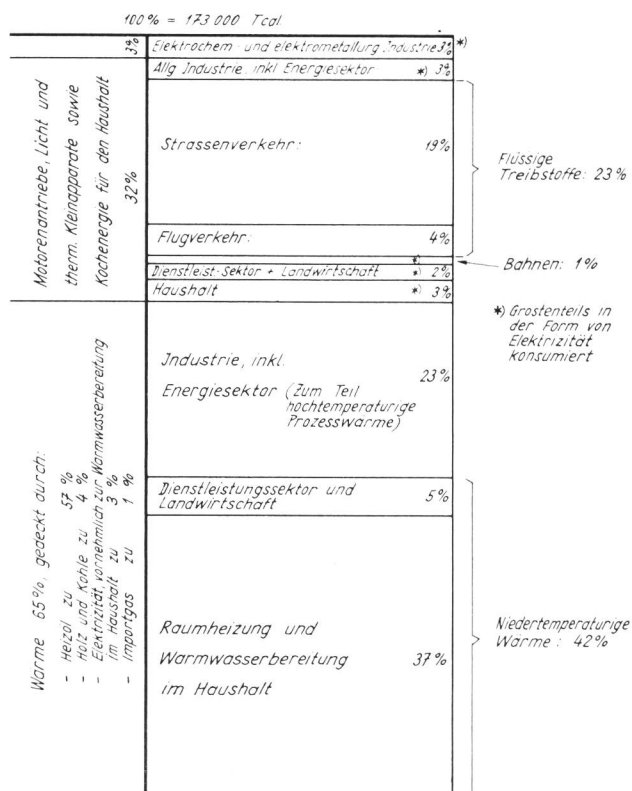 100% = 173 000 Tcal.
3%
Elektrochem- und elektrometallurg Industrie 3% *)
Allg Industrie, inkl Energiesektor *) 3%
Motorenantriebe, Licht und
therm. Kleinapparate sowie
Kochenergie für den Haushalt
32%
Strassenverkehr: 19%
Flugverkehr: 4%
Flüssige
Treibstoffe: 23%
*)
Bahnen: 1%
Dienstleist-Sektor + Landwirtschaft *) 2%
Haushalt *) 3%
*) Grostenteils in
der Form von
Elektrizität
konsumiert
Warme 65%, gedeckt durch:
- Heizol zu 57 %
- Holz und Kohle zu 4 %
- Elektrizität, vornehmlich zur Warmwasserbereitung
im Haushalt zu 3 %
- Importgas zu 1 %
Industrie, inkl.
Energiesektor (Zum Teil
hochtemperaturige
Prozesswarme)
23%
Dienstleistungssektor und
Landwirtschaft
5%
Raumheizung und
Warmwasserbereitung 37%
im Haushalt
Niedertemperaturige
Wärme: 42%